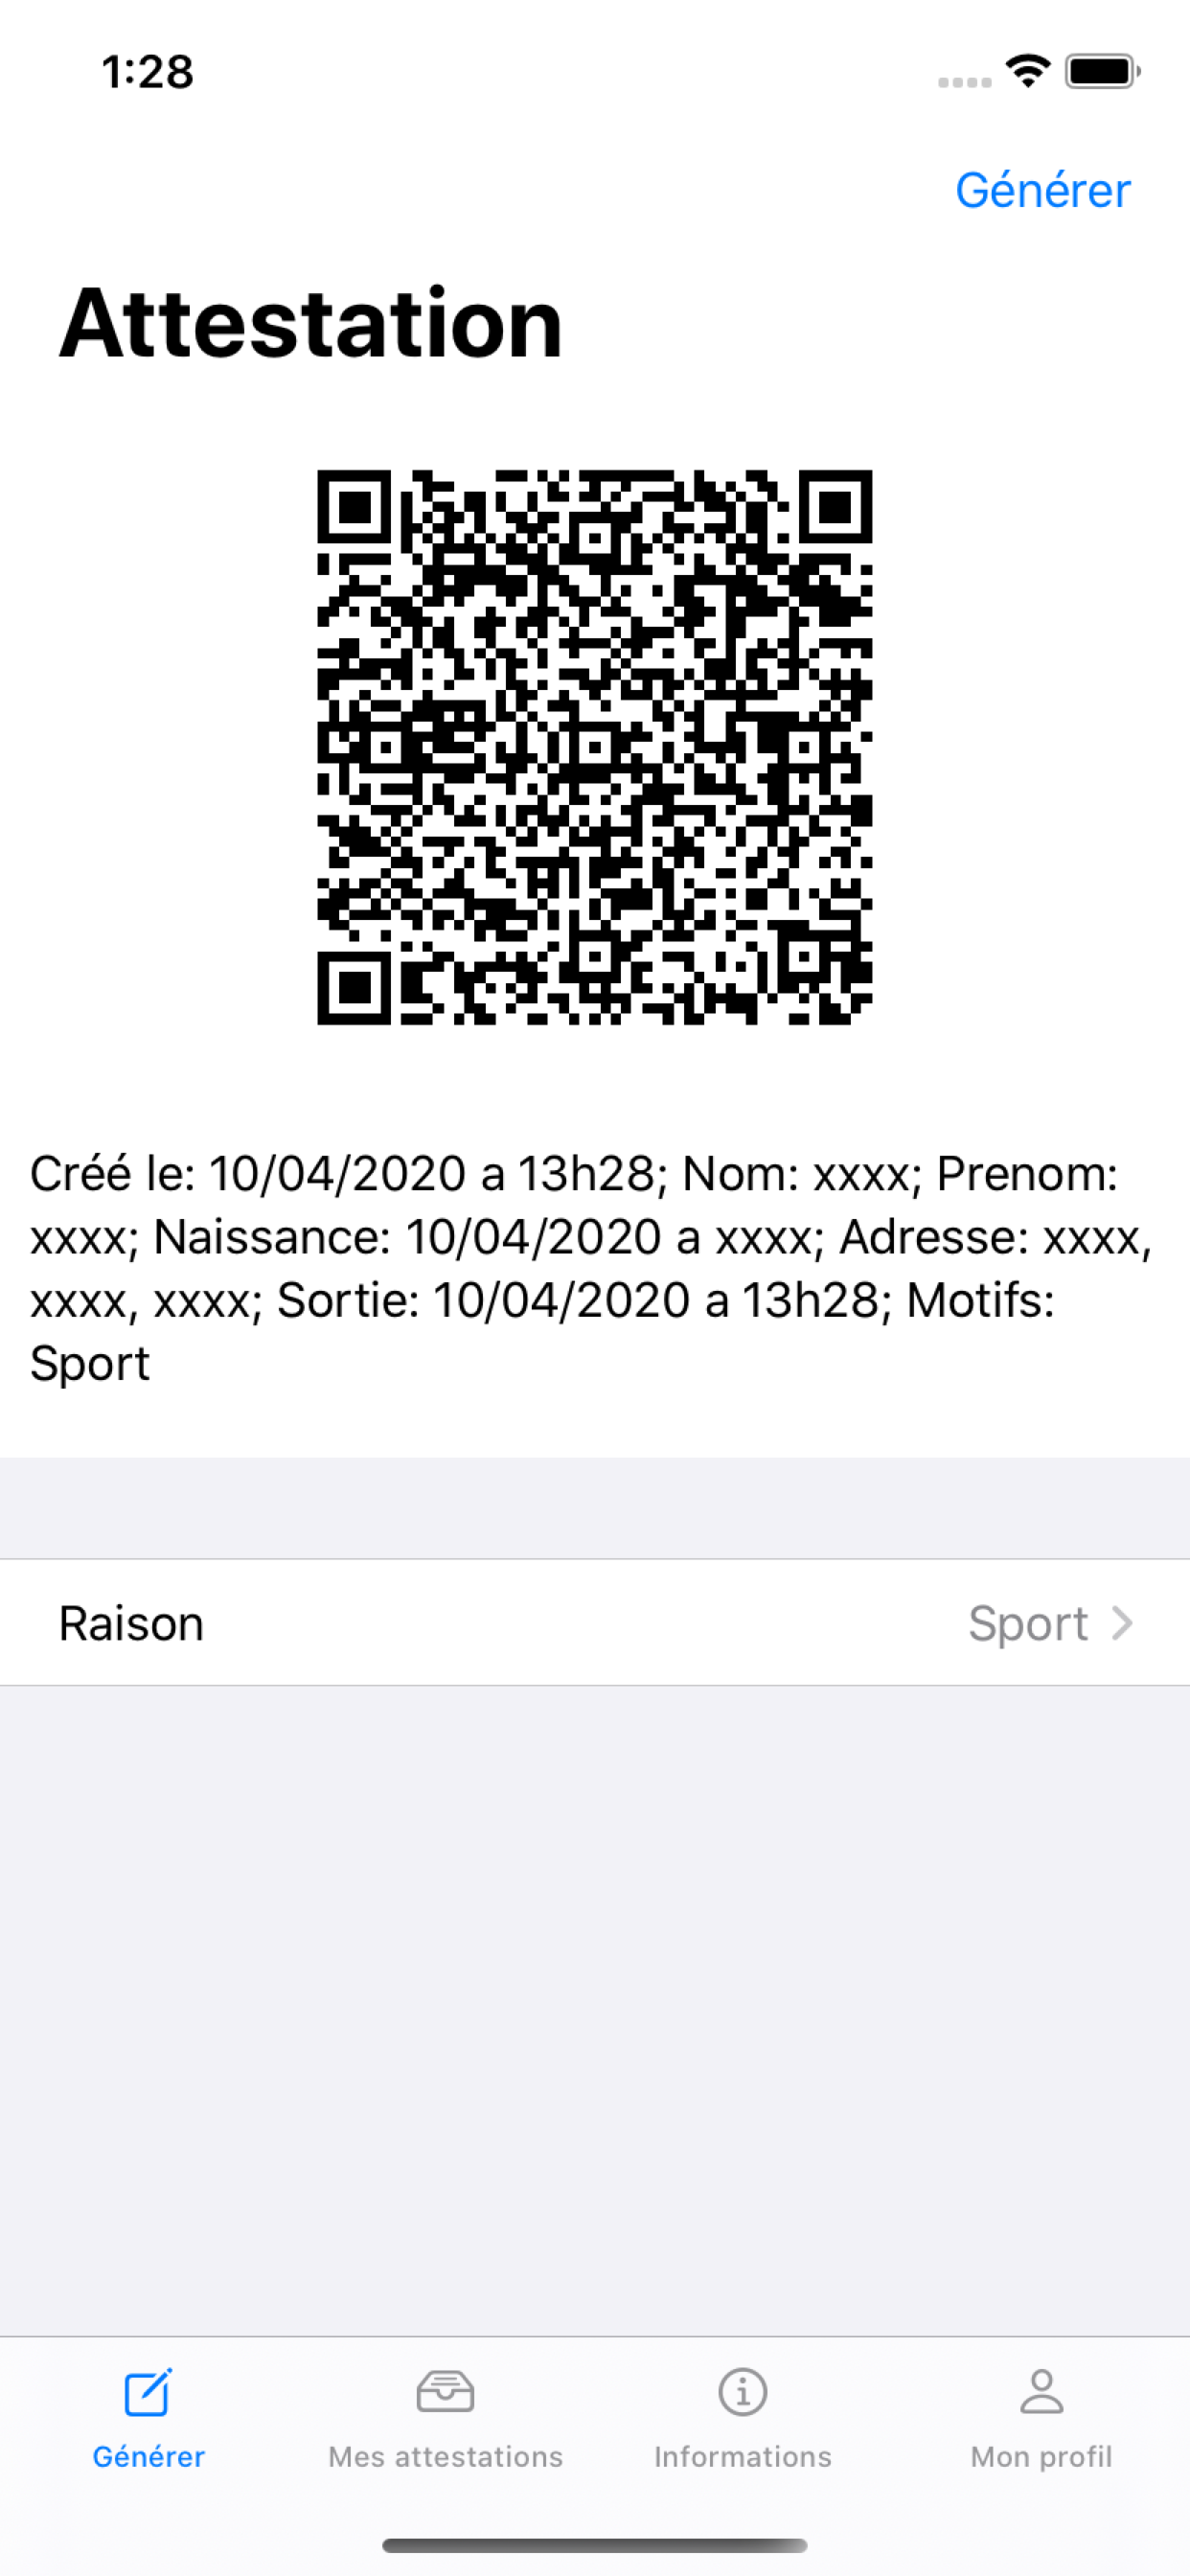 1:28
Générer
Attestation
Créé le: 10/04/2020 a 13h28; Nom: xxxx; Prenom:
xxxx; Naissance: 10/04/2020 a xxxx; Adresse: xxxx,
xxxx, xxxx; Sortie: 10/04/2020 a 13h28; Motifs:
Sport
Raison Sport
Générer Mes attestations Informations Mon profil